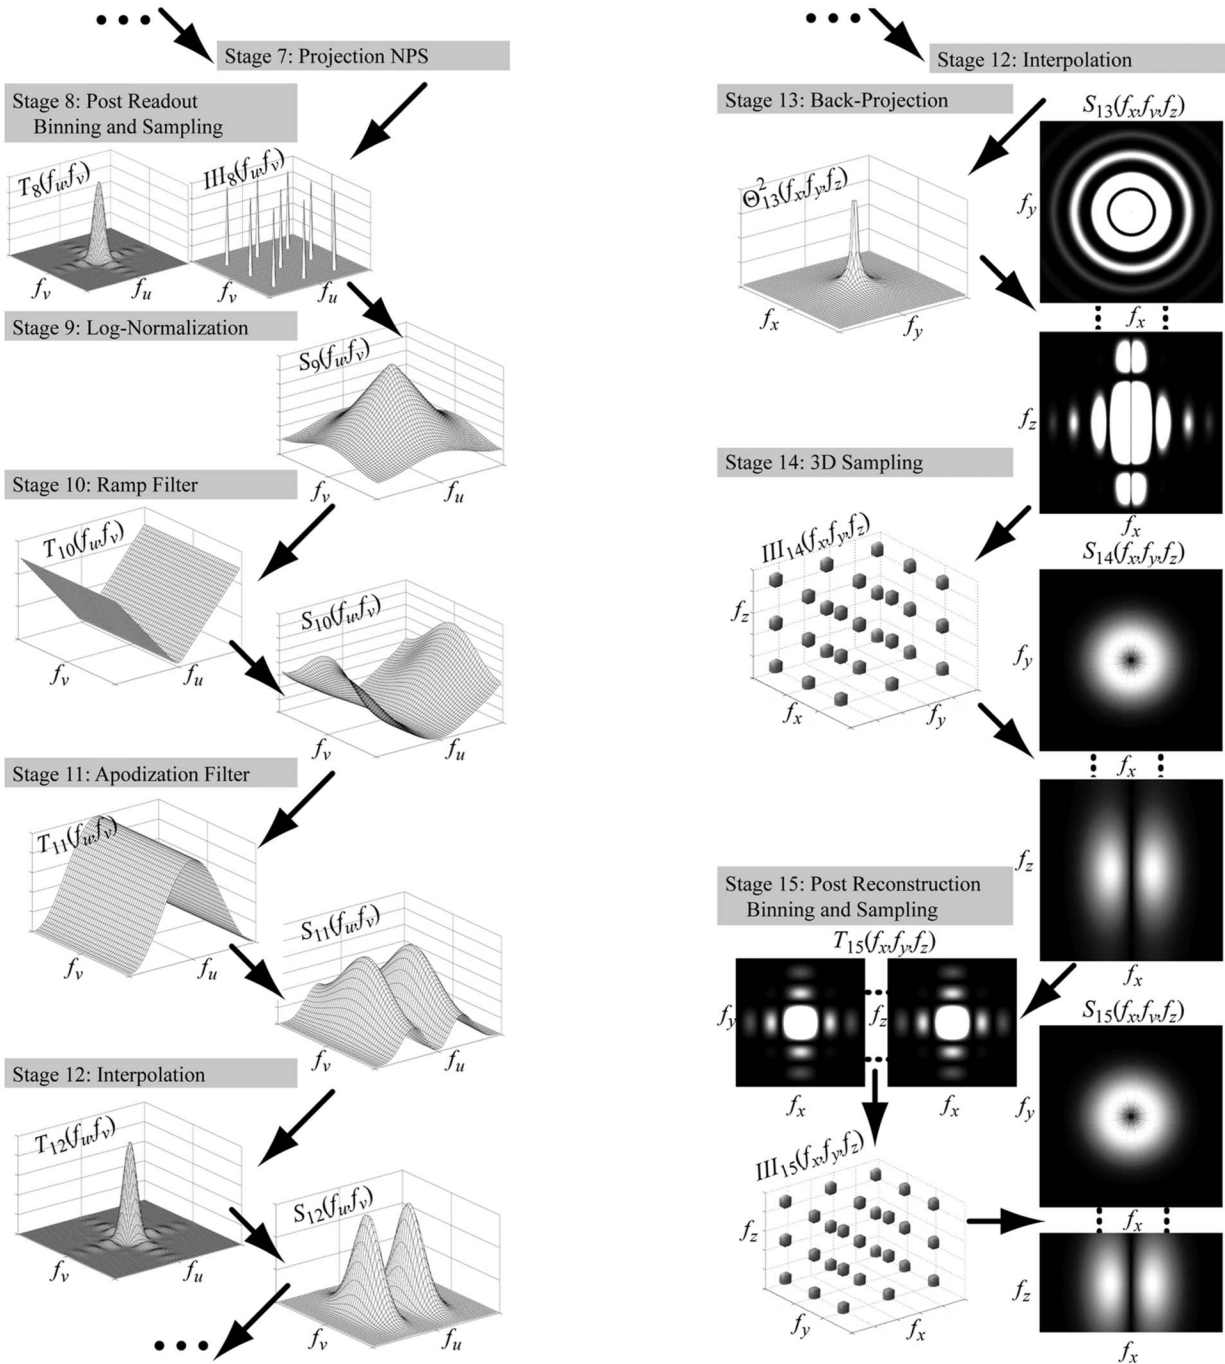 • • •
Stage 7: Projection NPS
Stage 8: Post Readout
Binning and Sampling
T8(fu,fv)
III8(fu,fv)
fv
fu
fv
fu
Stage 9: Log-Normalization
S9(fu,fv)
fv
fu
Stage 10: Ramp Filter
T10(fu,fv)
fv
fu
S10(fu,fv)
fv
fu
Stage 11: Apodization Filter
T11(fu,fv)
fv
fu
S11(fu,fv)
fv
fu
Stage 12: Interpolation
T12(fu,fv)
fv
fu
S12(fu,fv)
fv
fu
• • •
• • •
Stage 12: Interpolation
Stage 13: Back-Projection
S13(fx,fy,fz)
Θ²13(fx,fy,fz)
fx
fy
fy
fx
fz
fx
Stage 14: 3D Sampling
III14(fx,fy,fz)
fz
fx
fy
S14(fx,fy,fz)
fy
fx
fz
fx
Stage 15: Post Reconstruction
Binning and Sampling
T15(fx,fy,fz)
fy
fx
fz
fx
III15(fx,fy,fz)
fz
fy
fx
S15(fx,fy,fz)
fy
fx
fz
fx